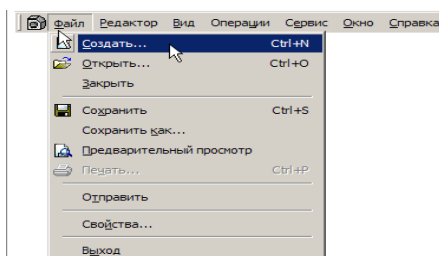 Файл Редактор Вид Операции Сервис Окно Справка
Создать... Ctrl+N
Открыть... Ctrl+O
Закрыть
Сохранить Ctrl+S
Сохранить как...
Предварительный просмотр
Печать... Ctrl+P
Отправить
Свойства...
Выход